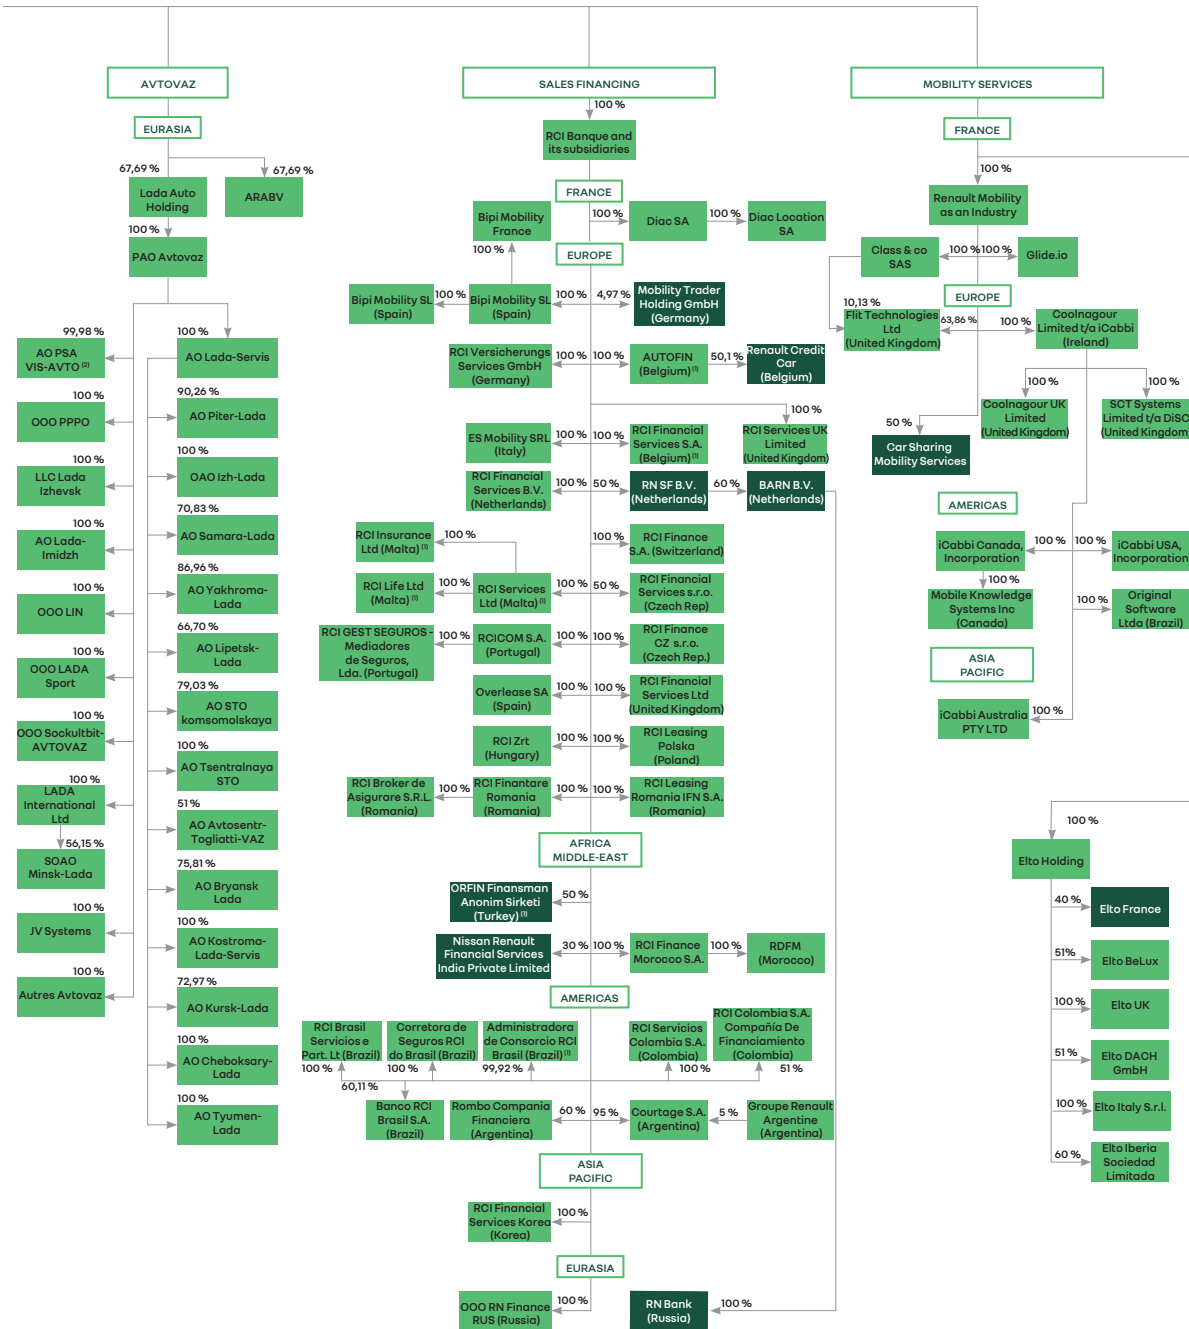 AVTOVAZ
EURASIA
67,69 %
67,69 %
Lada Auto
Holding
ARABV
100 %
PAO Avtovaz
99,98 %
AO PSA
VIS-AVTO (2)
100 %
OOO PPPO
100 %
LLC Lada
Izhevsk
100 %
AO Lada-
Imidzh
100 %
OOO LIN
100 %
OOO LADA
Sport
100 %
OOO Sockultbit-
AVTOVAZ
100 %
LADA
International
Ltd
56,15 %
SOAO
Minsk-Lada
100 %
JV Systems
100 %
Autres Avtovaz
100 %
AO Lada-Servis
90,26 %
AO Piter-Lada
100 %
OAO Izh-Lada
70,83 %
AO Samara-Lada
86,96 %
AO Yakhroma-
Lada
66,70 %
AO Lipetsk-
Lada
79,03 %
AO STO
komsomolskaya
100 %
AO Tsentralnaya
STO
51 %
AO Avtosentr-
Togliatti-VAZ
75,81 %
AO Bryansk
Lada
100 %
AO Kostroma-
Lada-Servis
72,97 %
AO Kursk-Lada
100 %
AO Cheboksary-
Lada
100 %
AO Tyumen-
Lada
SALES FINANCING
100 %
RCI Banque and
its subsidiaries
FRANCE
Bipi Mobility
France
100 %
100 %
Diac SA
100 %
Diac Location
SA
EUROPE
Bipi Mobility SL
(Spain)
100 %
Bipi Mobility SL
(Spain)
100 %
4,97 %
Mobility Trader
Holding GmbH
(Germany)
RCI Versicherungs
Services GmbH
(Germany)
100 %
100 %
AUTOFIN
(Belgium) (1)
50,1 %
Renault Credit
Car
(Belgium)
100 %
ES Mobility SRL
(Italy)
100 %
100 %
RCI Financial
Services S.A.
(Belgium) (1)
RCI Services UK
Limited
(United Kingdom)
RCI Financial
Services B.V.
(Netherlands)
100 %
50 %
RN SF B.V.
(Netherlands)
60 %
BARN B.V.
(Netherlands)
RCI Insurance
Ltd (Malta) (1)
100 %
100 %
RCI Finance
S.A. (Switzerland)
RCI Life Ltd
(Malta) (1)
100 %
RCI Services
Ltd (Malta) (1)
100 %
50 %
RCI Financial
Services s.r.o.
(Czech Rep)
RCI GEST SEGUROS -
Mediadores
de Seguros,
Lda. (Portugal)
100 %
RCICOM S.A.
(Portugal)
100 %
100 %
RCI Finance
CZ s.r.o.
(Czech Rep.)
Overlease SA
(Spain)
100 %
100 %
RCI Financial
Services Ltd
(United Kingdom)
RCI Zrt
(Hungary)
100 %
100 %
RCI Leasing
Polska
(Poland)
RCI Broker de
Asigurare S.R.L.
(Romania)
100 %
RCI Finantare
Romania
(Romania)
100 %
100 %
RCI Leasing
Romania IFN S.A.
(Romania)
AFRICA
MIDDLE-EAST
ORFIN Finansman
Anonim Sirketi
(Turkey) (1)
50 %
Nissan Renault
Financial Services
India Private Limited
30 %
100 %
RCI Finance
Morocco S.A.
100 %
RDFM
(Morocco)
AMERICAS
RCI Brasil
Servicios e
Part. Lt (Brazil)
100 %
Corretora de
Seguros RCI
do Brasil (Brazil)
100 %
Administradora
de Consorcio RCI
Brasil (Brazil) (1)
99,92 %
RCI Servicios
Colombia S.A.
(Colombia)
100 %
RCI Colombia S.A.
Compañía De
Financiamiento
(Colombia)
51 %
60,11 %
Banco RCI
Brasil S.A.
(Brazil)
Rombo Compania
Financiera
(Argentina)
60 %
95 %
Courtage S.A.
(Argentina)
5 %
Groupe Renault
Argentine
(Argentina)
ASIA
PACIFIC
RCI Financial
Services Korea
(Korea)
100 %
EURASIA
OOO RN Finance
RUS (Russia)
100 %
RN Bank
(Russia)
100 %
MOBILITY SERVICES
FRANCE
100 %
Renault Mobility
as an Industry
Class & co
SAS
100 %
100 %
Glide.io
EUROPE
10,13 %
Flit Technologies
Ltd
(United Kingdom)
63,86 %
100 %
Coolnagour
Limited t/a iCabbi
(Ireland)
100 %
Coolnagour UK
Limited
(United Kingdom)
100 %
SCT Systems
Limited t/a DiSC
(United Kingdom)
50 %
Car Sharing
Mobility Services
AMERICAS
iCabbi Canada,
Incorporation
100 %
100 %
iCabbi USA,
Incorporation
100 %
Mobile Knowledge
Systems Inc
(Canada)
100 %
Original
Software
Ltda (Brazil)
ASIA
PACIFIC
iCabbi Australia
PTY LTD
100 %
100 %
Elto Holding
40 %
Elto France
51%
Elto BeLux
100 %
Elto UK
51 %
Elto DACH
GmbH
100 %
Elto Italy S.r.l.
60 %
Elto Iberia
Sociedad
Limitada